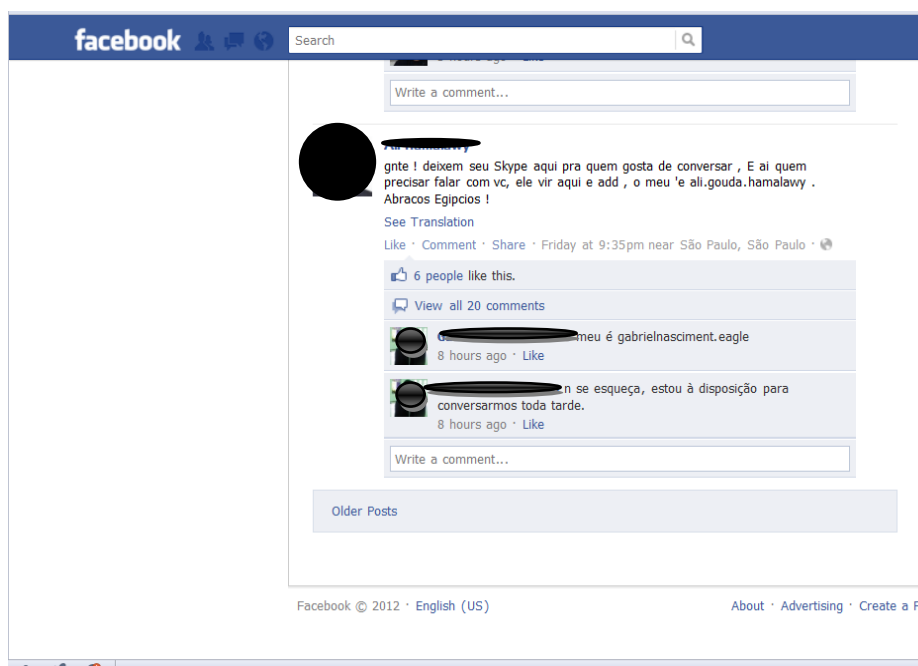 facebook
Search
Write a comment...
gnte ! deixem seu Skype aqui pra quem gosta de conversar , E ai quem
precisar falar com vc, ele vir aqui e add , o meu 'e ali.gouda.hamalawy .
Abracos Egipcios !
See Translation
Like · Comment · Share · Friday at 9:35pm near São Paulo, São Paulo ·
6 people like this.
View all 20 comments
meu é gabrielnasciment.eagle
8 hours ago · Like
n se esqueça, estou à disposição para
conversarmos toda tarde.
8 hours ago · Like
Write a comment...
Older Posts
Facebook © 2012 · English (US)
About · Advertising · Create a